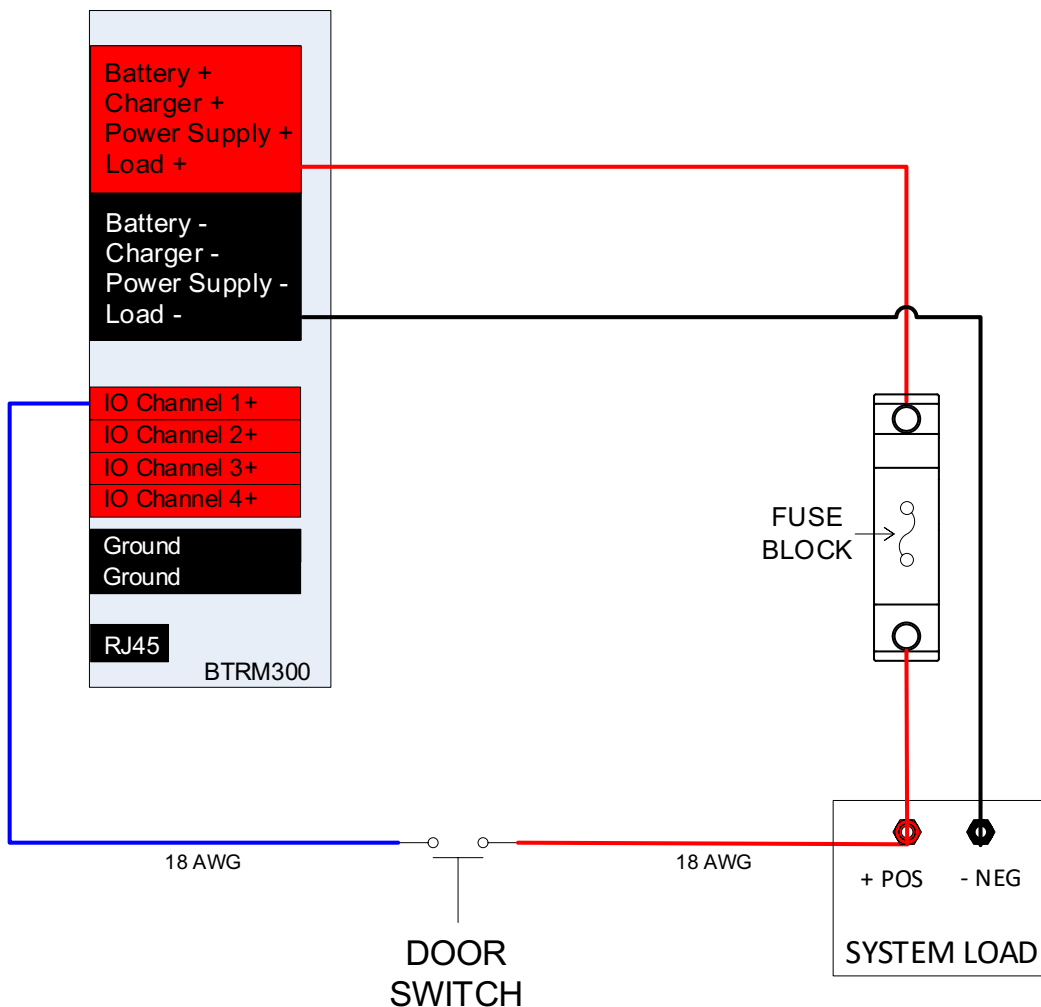 Battery +
Charger +
Power Supply +
Load +
Battery -
Charger -
Power Supply -
Load -
IO Channel 1+
IO Channel 2+
IO Channel 3+
IO Channel 4+
Ground
Ground
RJ45
BTRM300
FUSE
BLOCK
18 AWG
18 AWG
DOOR
SWITCH
+ POS
- NEG
SYSTEM LOAD